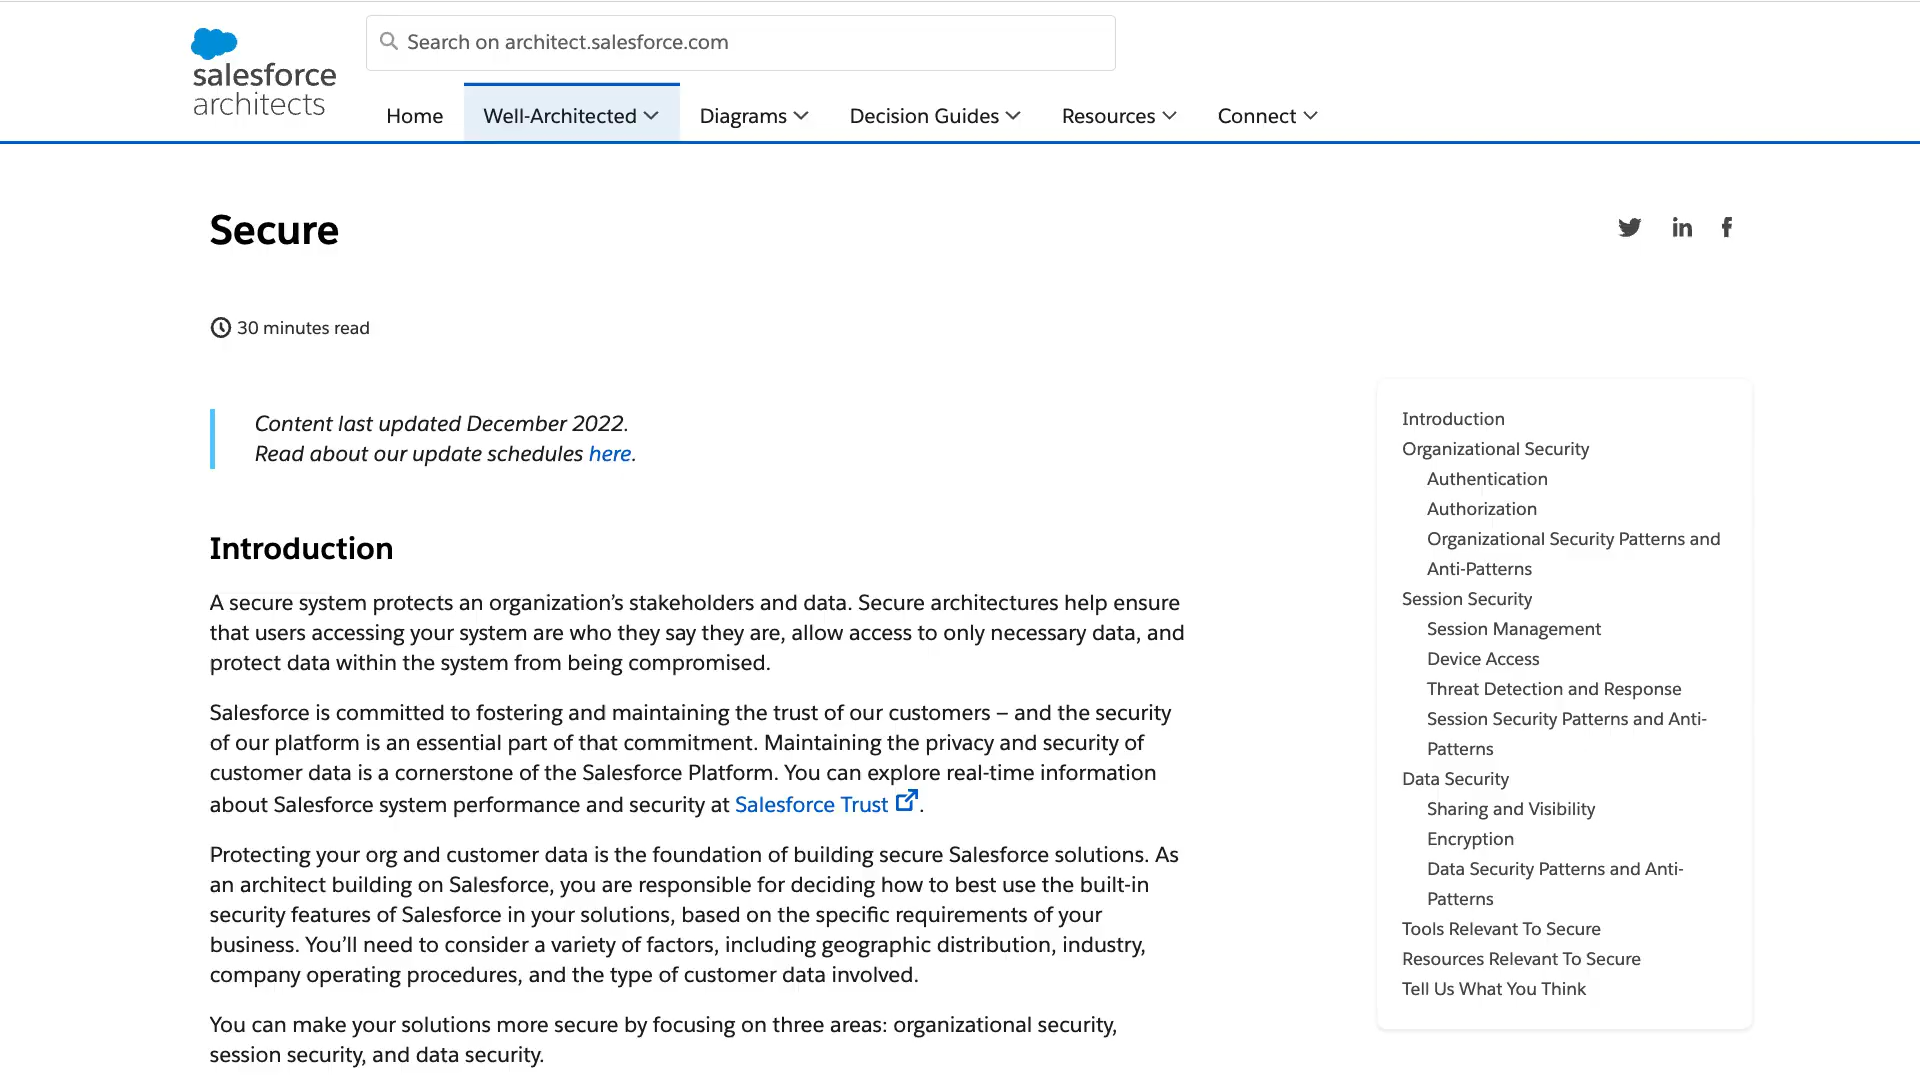 salesforce
architects
Search on architect.salesforce.com
Home
Well-Architected
Diagrams
Decision Guides
Resources
Connect
Secure
30 minutes read
Content last updated December 2022.
Read about our update schedules here.
Introduction
A secure system protects an organization’s stakeholders and data. Secure architectures help ensure
that users accessing your system are who they say they are, allow access to only necessary data, and
protect data within the system from being compromised.
Salesforce is committed to fostering and maintaining the trust of our customers – and the security
of our platform is an essential part of that commitment. Maintaining the privacy and security of
customer data is a cornerstone of the Salesforce Platform. You can explore real-time information
about Salesforce system performance and security at Salesforce Trust.
Protecting your org and customer data is the foundation of building secure Salesforce solutions. As
an architect building on Salesforce, you are responsible for deciding how to best use the built-in
security features of Salesforce in your solutions, based on the specific requirements of your
business. You’ll need to consider a variety of factors, including geographic distribution, industry,
company operating procedures, and the type of customer data involved.
You can make your solutions more secure by focusing on three areas: organizational security,
session security, and data security.
Introduction
Organizational Security
Authentication
Authorization
Organizational Security Patterns and
Anti-Patterns
Session Security
Session Management
Device Access
Threat Detection and Response
Session Security Patterns and Anti-
Patterns
Data Security
Sharing and Visibility
Encryption
Data Security Patterns and Anti-
Patterns
Tools Relevant To Secure
Resources Relevant To Secure
Tell Us What You Think